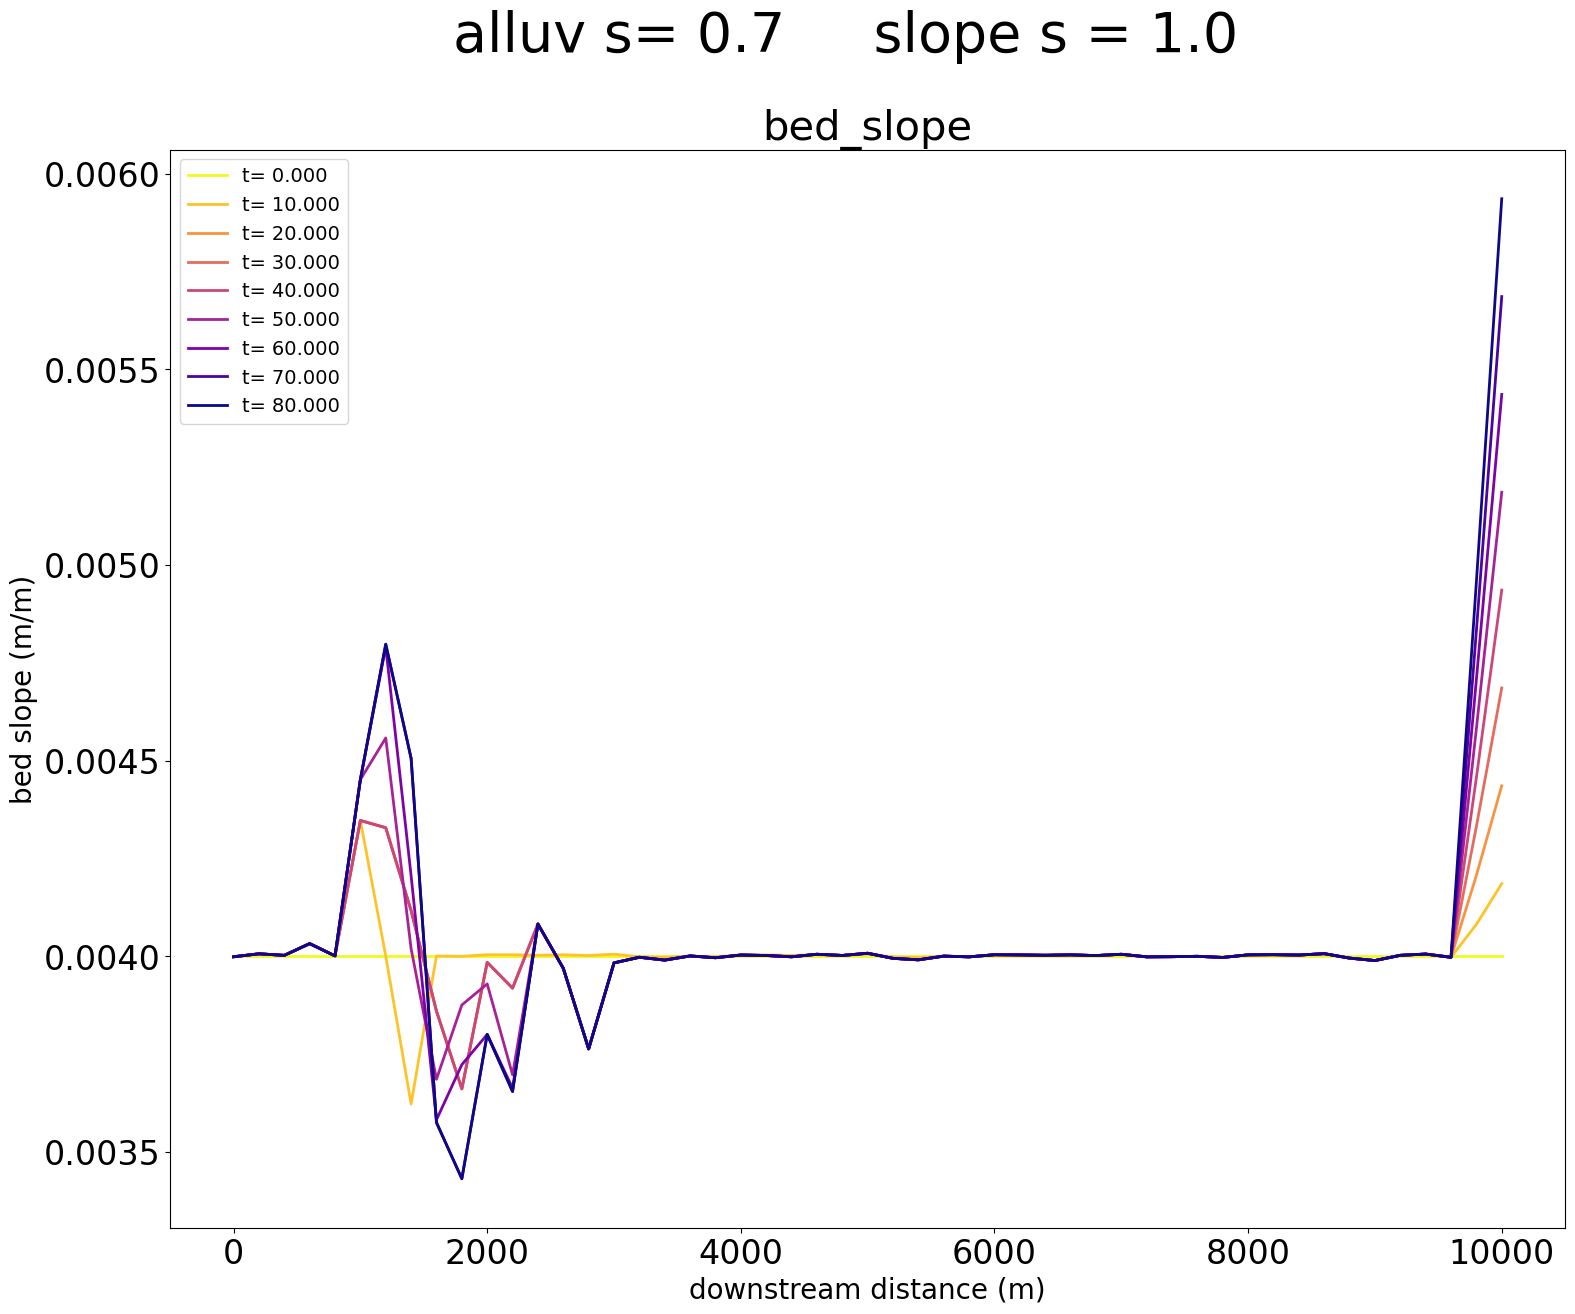 alluv s= 0.7 slope s = 1.0
bed_slope
0.0060
0.0055
0.0050
0.0045
0.0040
0.0035
bed slope (m/m)
t= 0.000
t= 10.000
t= 20.000
t= 30.000
t= 40.000
t= 50.000
t= 60.000
t= 70.000
t= 80.000
0 2000 4000 6000 8000 10000
downstream distance (m)